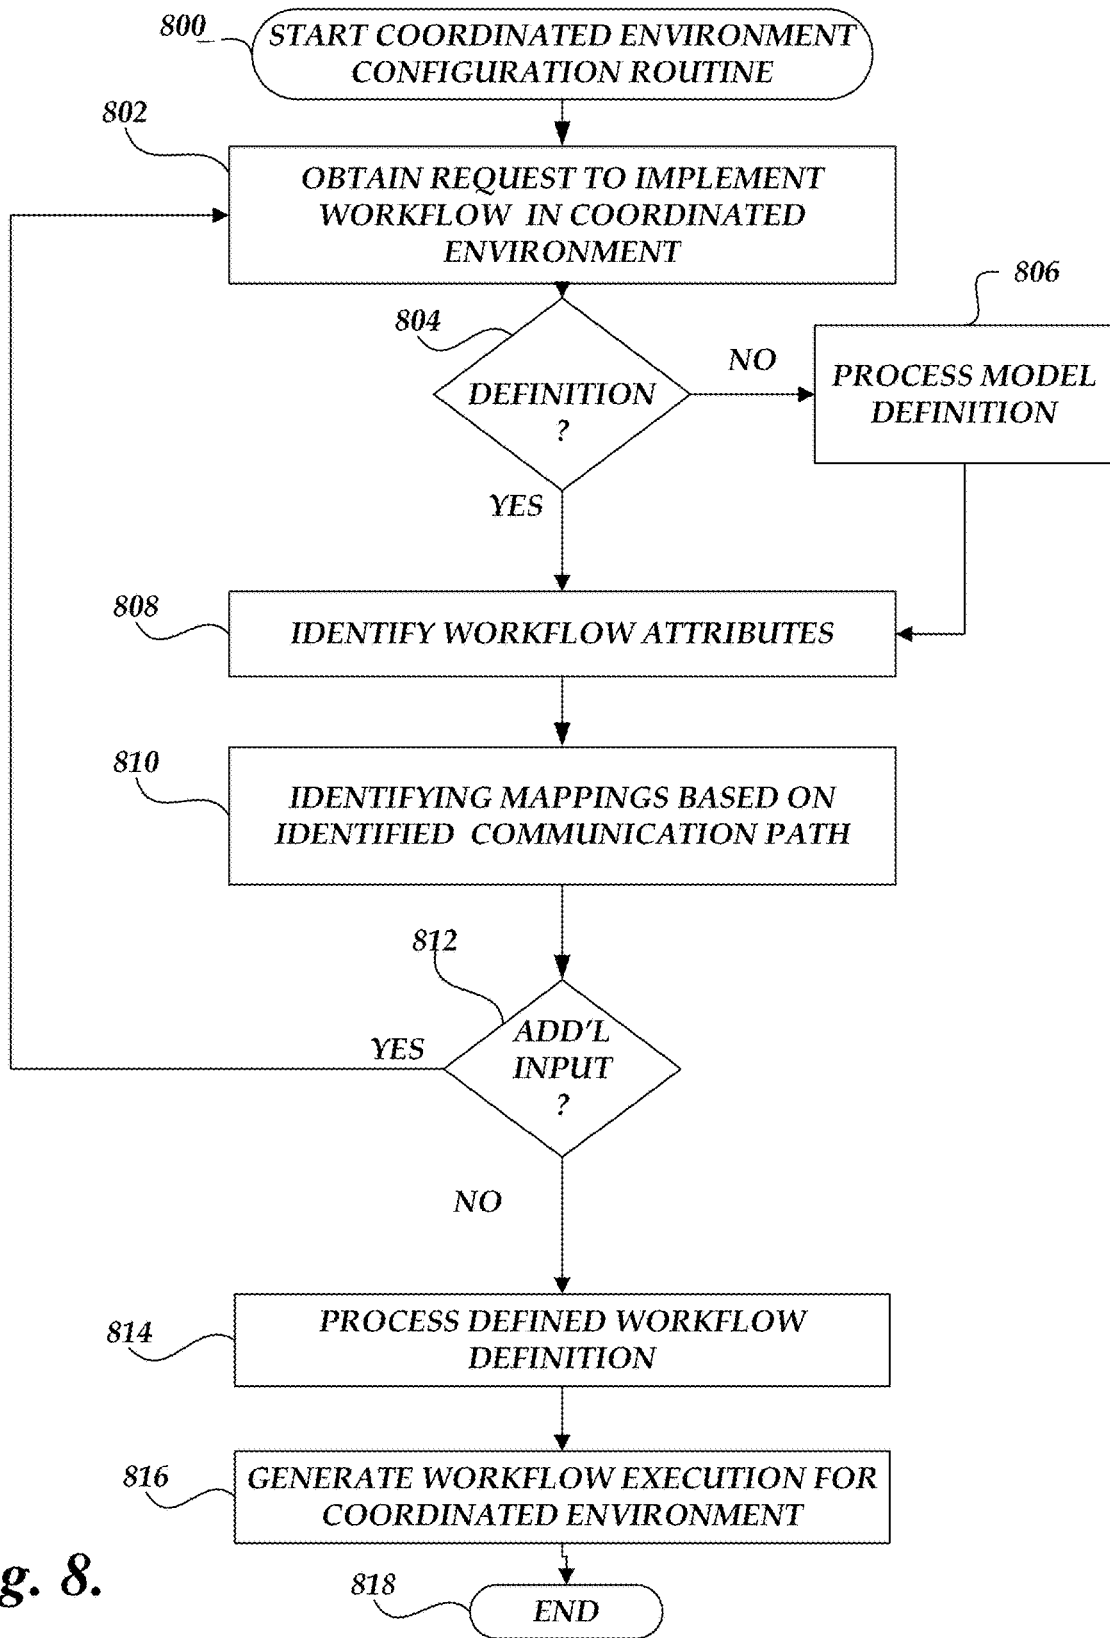 800
START COORDINATED ENVIRONMENT
CONFIGURATION ROUTINE
802
OBTAIN REQUEST TO IMPLEMENT
WORKFLOW IN COORDINATED
ENVIRONMENT
804
DEFINITION
?
NO
806
PROCESS MODEL
DEFINITION
YES
808
IDENTIFY WORKFLOW ATTRIBUTES
810
IDENTIFYING MAPPINGS BASED ON
IDENTIFIED COMMUNICATION PATH
812
ADD'L
INPUT
?
YES
NO
814
PROCESS DEFINED WORKFLOW
DEFINITION
816
GENERATE WORKFLOW EXECUTION FOR
COORDINATED ENVIRONMENT
818
END
g. 8.